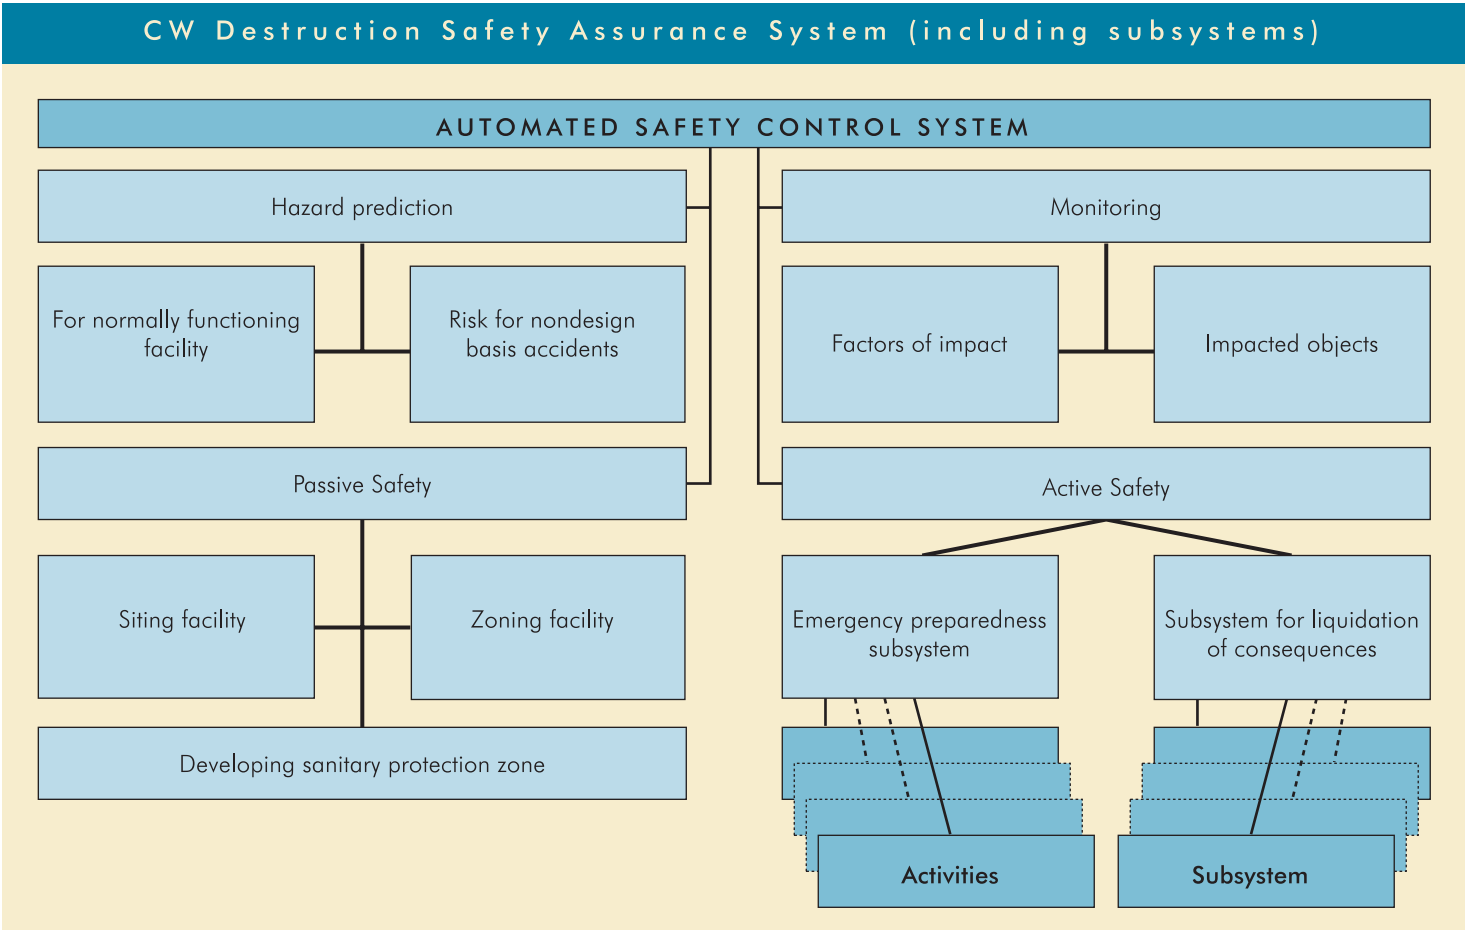 CW Destruction Safety Assurance System (including subsystems)
AUTOMATED SAFETY CONTROL SYSTEM
Hazard prediction
Monitoring
For normally functioning
facility
Risk for nondesign
basis accidents
Factors of impact
Impacted objects
Passive Safety
Active Safety
Siting facility
Zoning facility
Emergency preparedness
subsystem
Subsystem for liquidation
of consequences
Developing sanitary protection zone
Activities
Subsystem